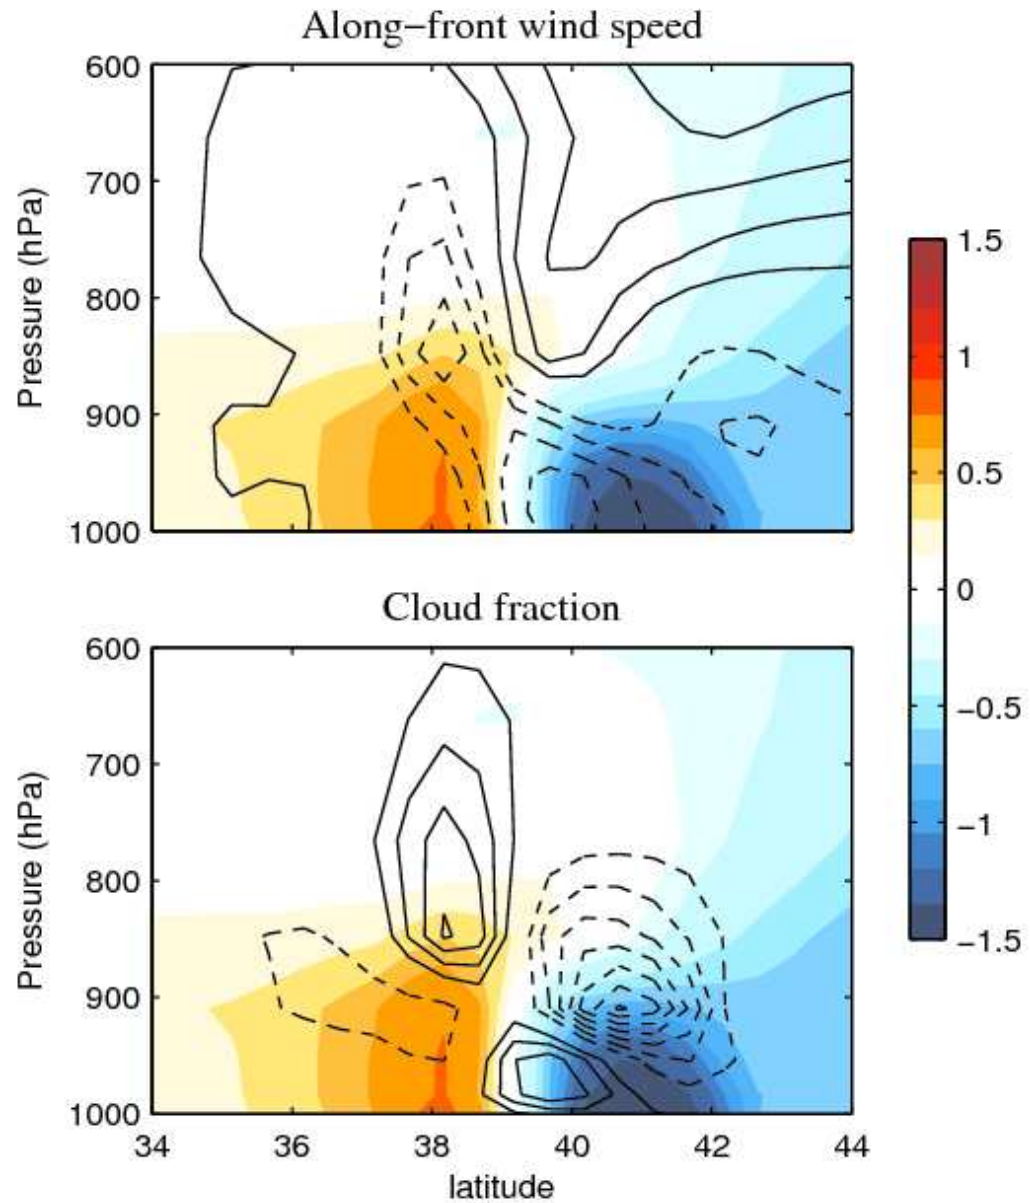 Along−front wind speed
600
700
800
900
1000
Pressure (hPa)
Cloud fraction
600
700
800
900
1000
Pressure (hPa)
34 36 38 40 42 44
latitude
1.5
1
0.5
0
−0.5
−1
−1.5